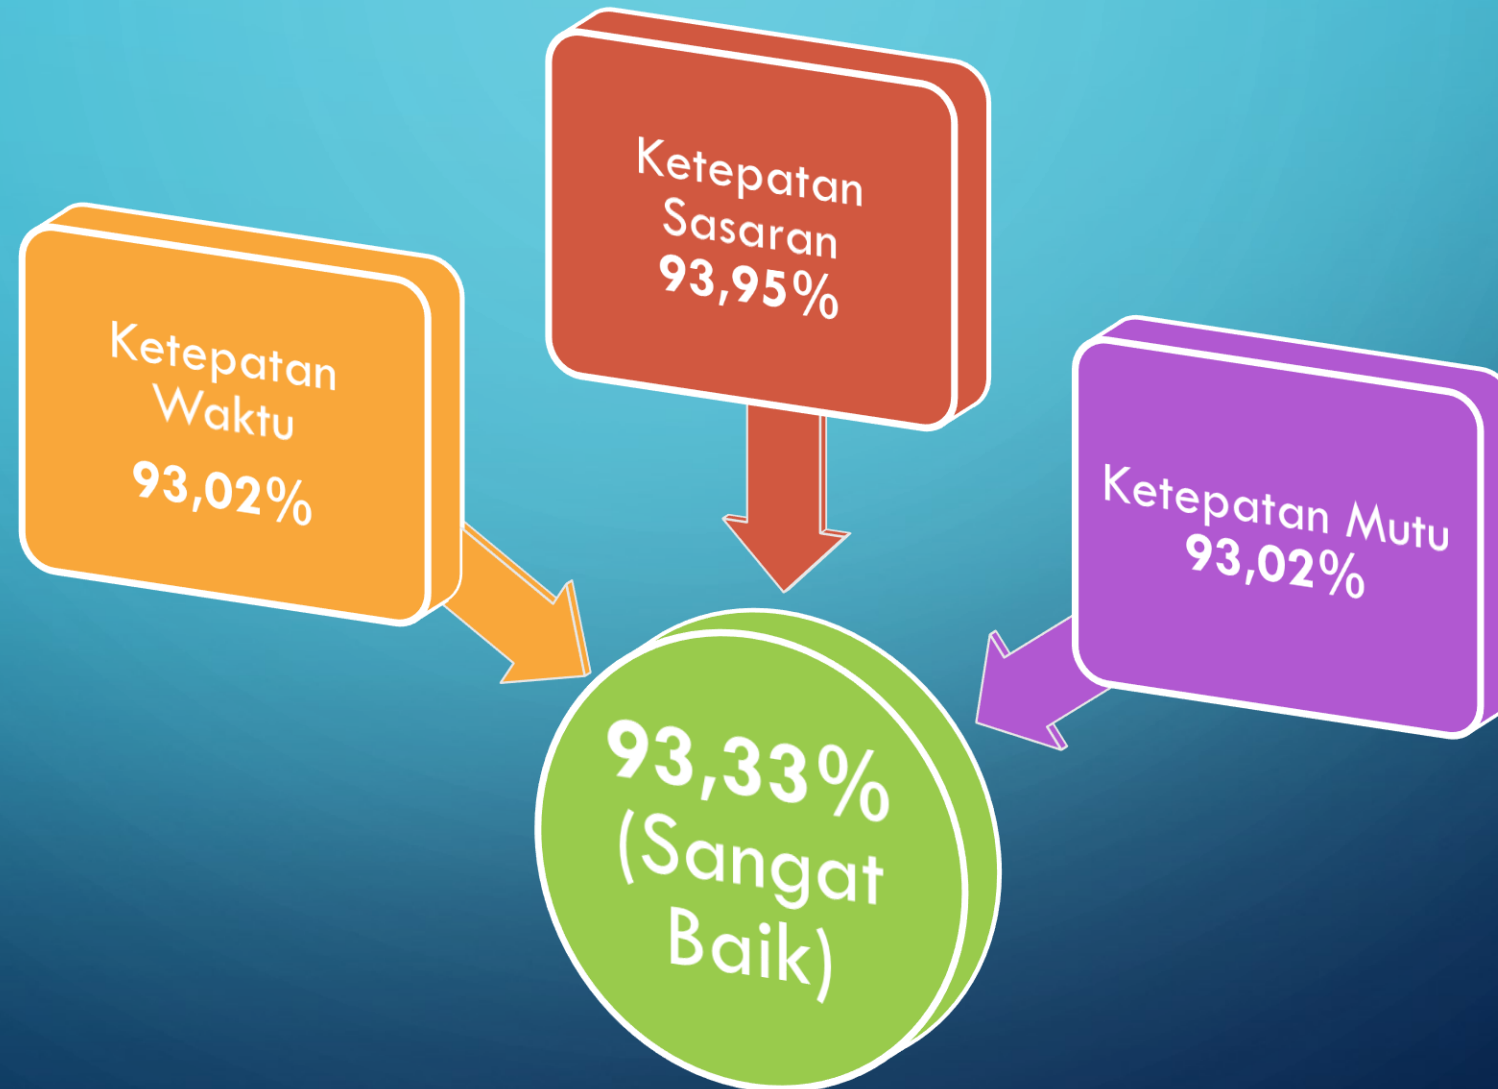 Ketepatan
Waktu
93,02%
Ketepatan
Sasaran
93,95%
Ketepatan Mutu
93,02%
93,33%
(Sangat
Baik)